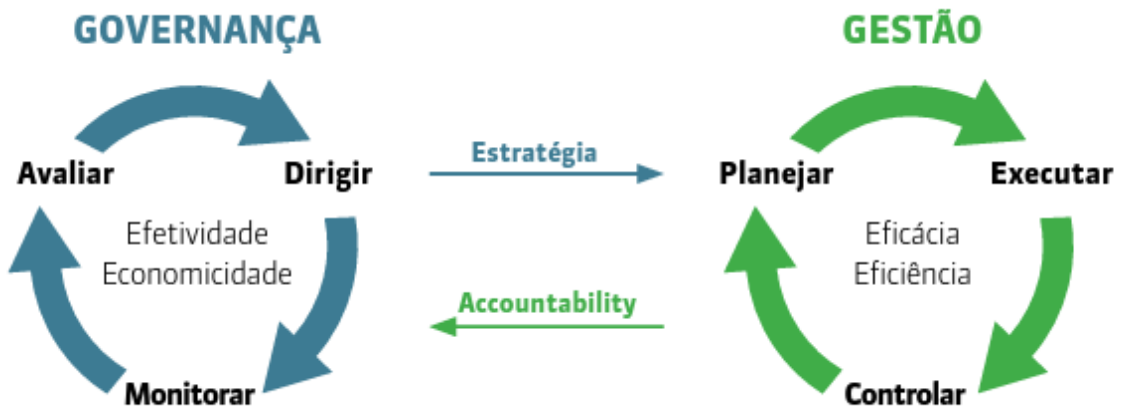 GOVERNANÇA
Avaliar
Dirigir
Efetividade
Economicidade
Monitorar
Estratégia
Accountability
GESTÃO
Planejar
Executar
Eficácia
Eficiência
Controlar